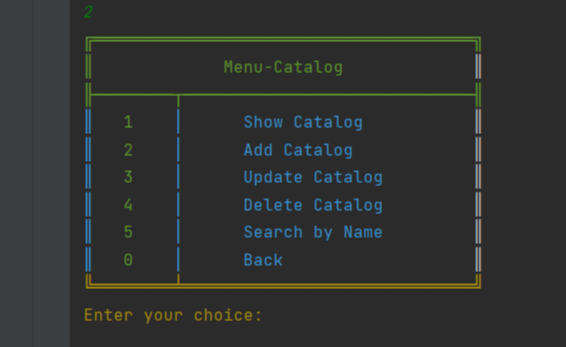 2
Menu-Catalog
1 Show Catalog
2 Add Catalog
3 Update Catalog
4 Delete Catalog
5 Search by Name
0 Back
Enter your choice: